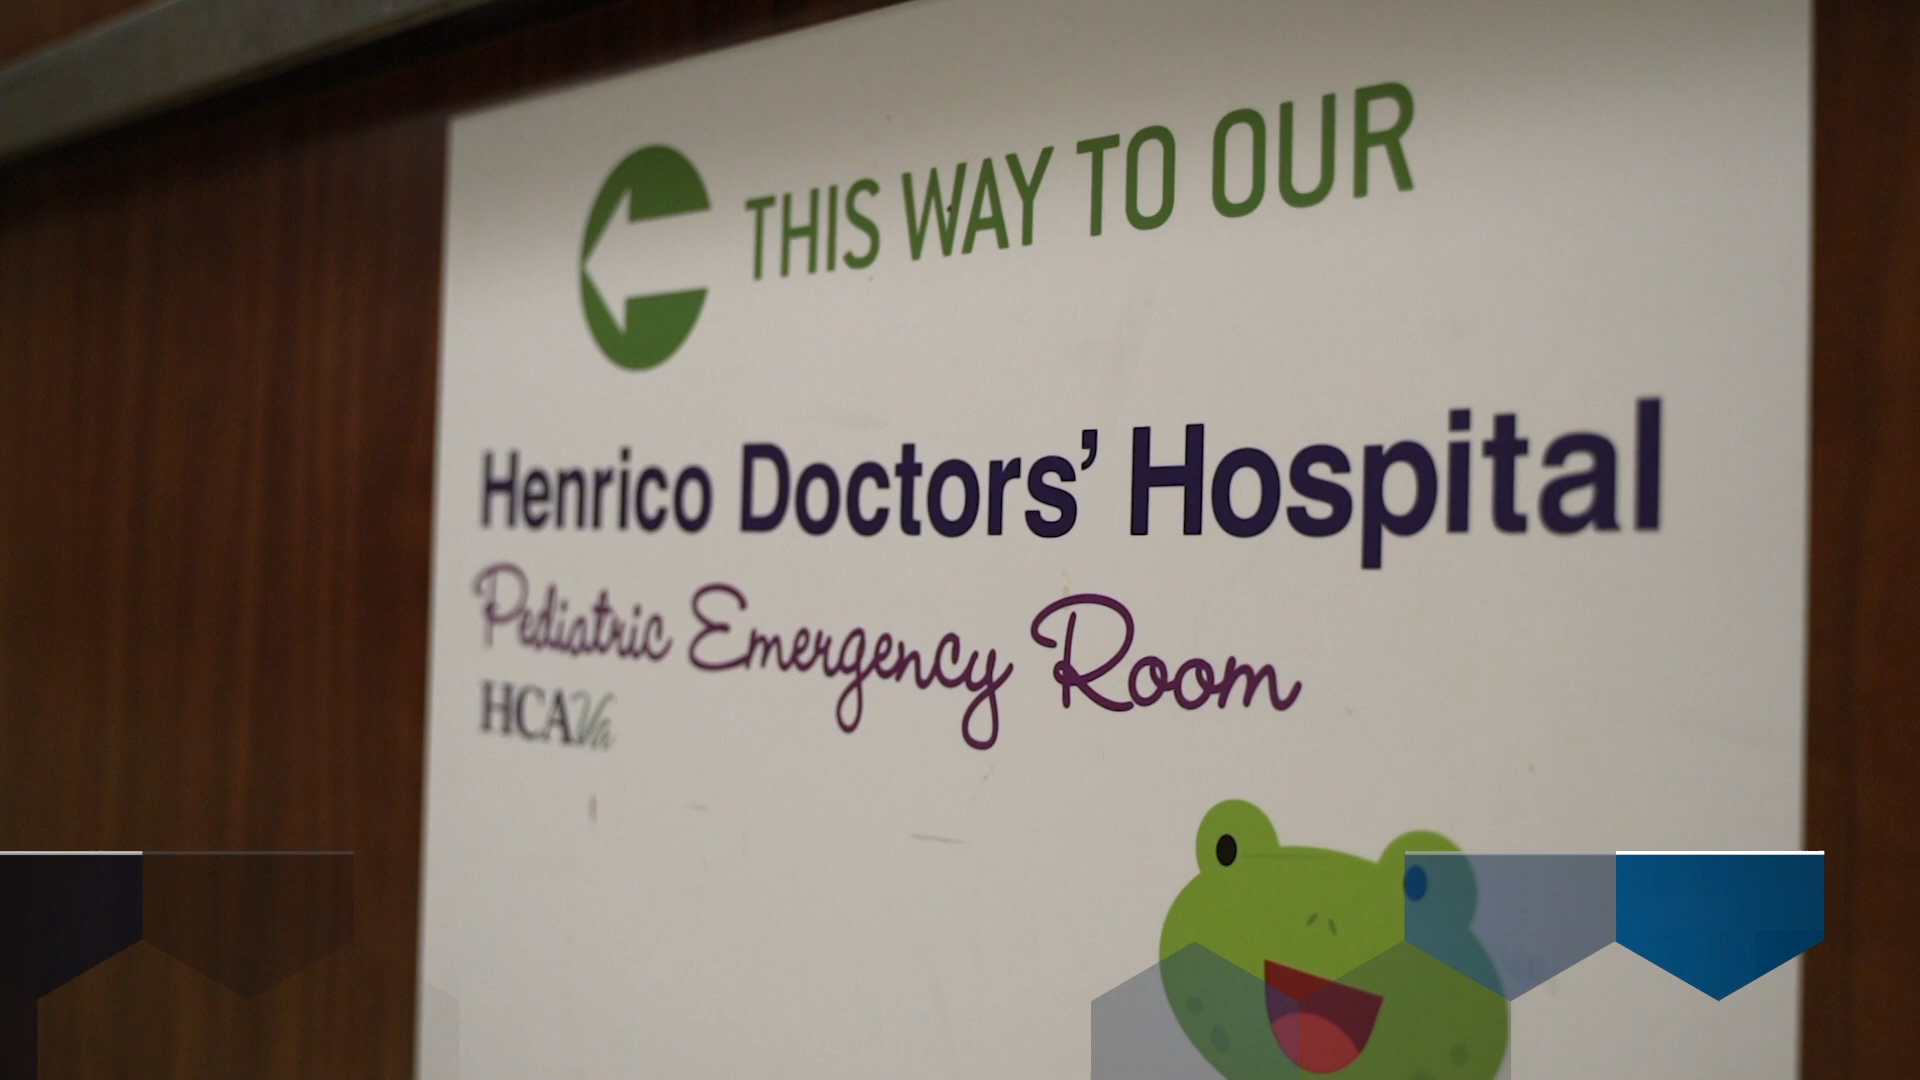 THIS WAY TO OUR
Henrico Doctors' Hospital
Pediatric Emergency Room
HCAVa